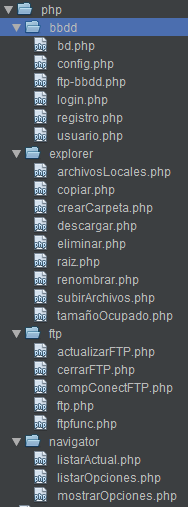 php
bbdd
bd.php
config.php
ftp-bbdd.php
login.php
registro.php
usuario.php
explorer
archivosLocales.php
copiar.php
crearCarpeta.php
descargar.php
eliminar.php
raiz.php
renombrar.php
subirArchivos.php
tamañoOcupado.php
ftp
actualizarFTP.php
cerrarFTP.php
compConectFTP.php
ftp.php
ftpfunc.php
navigator
listarActual.php
listarOpciones.php
mostrarOpciones.php